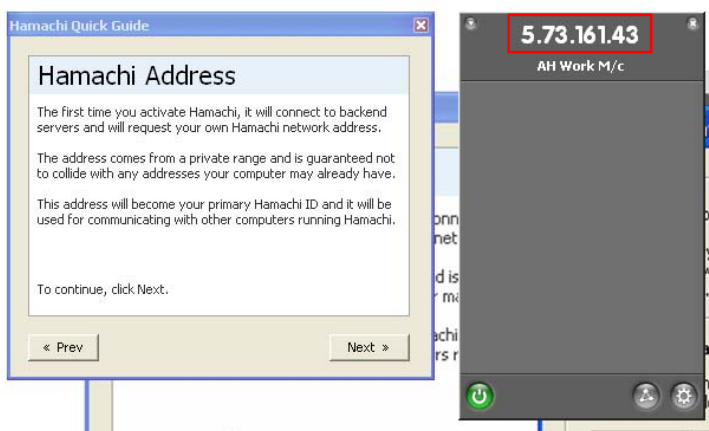 Hamachi Quick Guide
Hamachi Address
The first time you activate Hamachi, it will connect to backend
servers and will request your own Hamachi network address.
The address comes from a private range and is guaranteed not
to collide with any addresses your computer may already have.
This address will become your primary Hamachi ID and it will be
used for communicating with other computers running Hamachi.
To continue, click Next.
« Prev
Next »
5.73.161.43
AH Work M/c